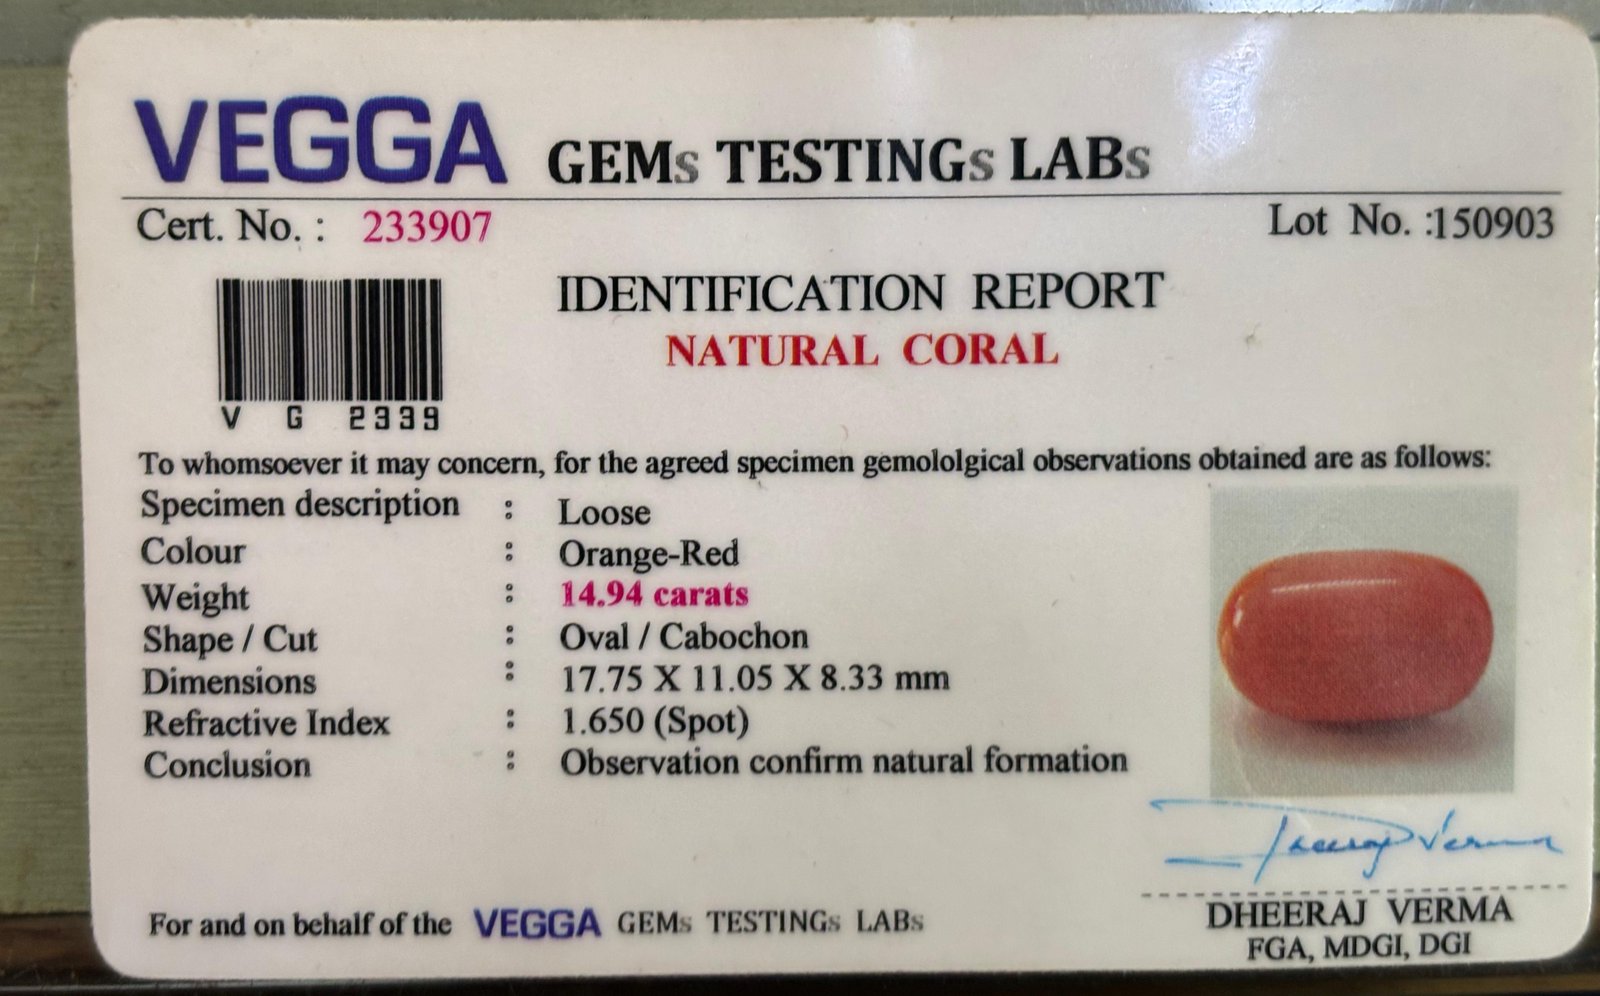 VEGGA GEMs TESTINGs LABs
Cert. No. : 233907
Lot No. :150903
IDENTIFICATION REPORT
NATURAL CORAL
V G 2339
To whomsoever it may concern, for the agreed specimen gemololgical observations obtained are as follows:
Specimen description : Loose
Colour : Orange-Red
Weight : 14.94 carats
Shape / Cut : Oval / Cabochon
Dimensions : 17.75 X 11.05 X 8.33 mm
Refractive Index : 1.650 (Spot)
Conclusion : Observation confirm natural formation
Dheeraj Verma
For and on behalf of the VEGGA GEMs TESTINGs LABs
DHEERAJ VERMA
FGA, MDGI, DGI